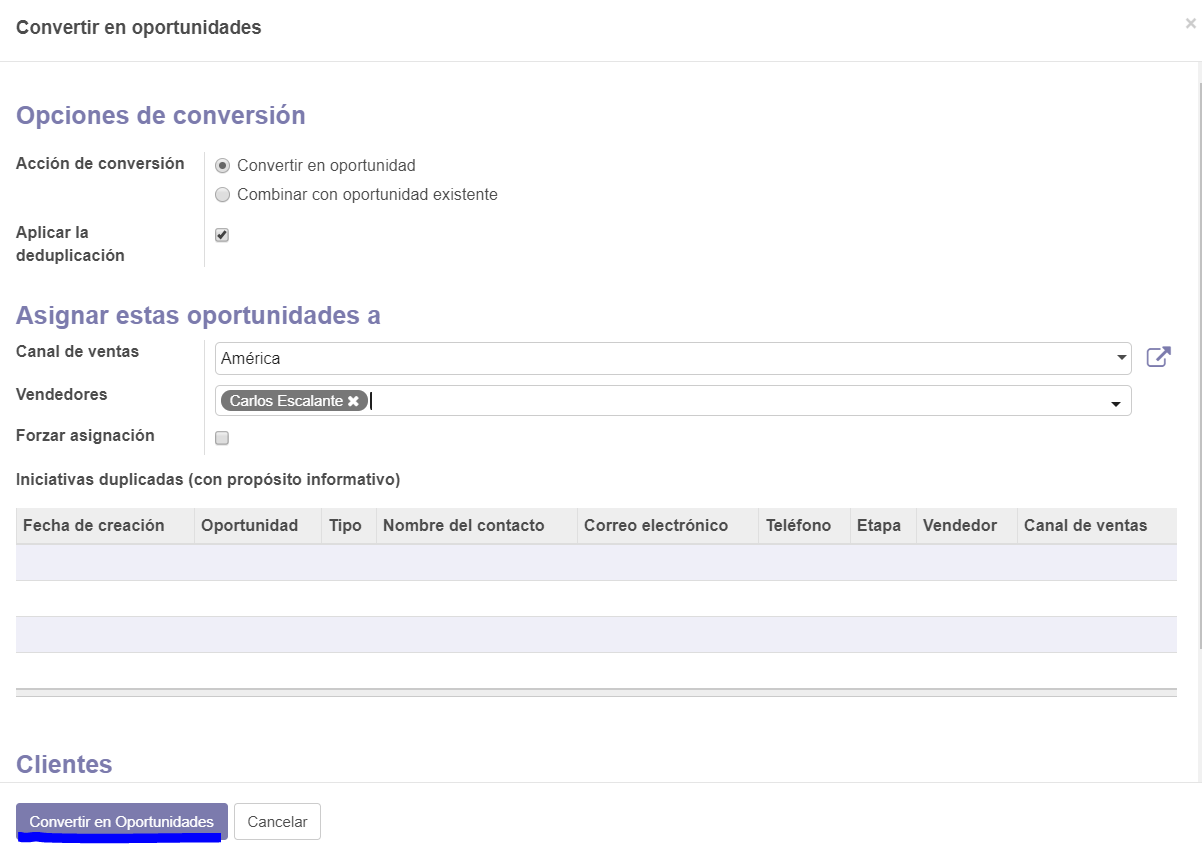 Convertir en oportunidades
×
Opciones de conversión
Acción de conversión
Convertir en oportunidad
Combinar con oportunidad existente
Aplicar la
deduplicación
Asignar estas oportunidades a
Canal de ventas
América
Vendedores
Carlos Escalante ✖
Forzar asignación
Iniciativas duplicadas (con propósito informativo)
Fecha de creación Oportunidad Tipo Nombre del contacto Correo electrónico Teléfono Etapa Vendedor Canal de ventas
Clientes
Convertir en Oportunidades Cancelar